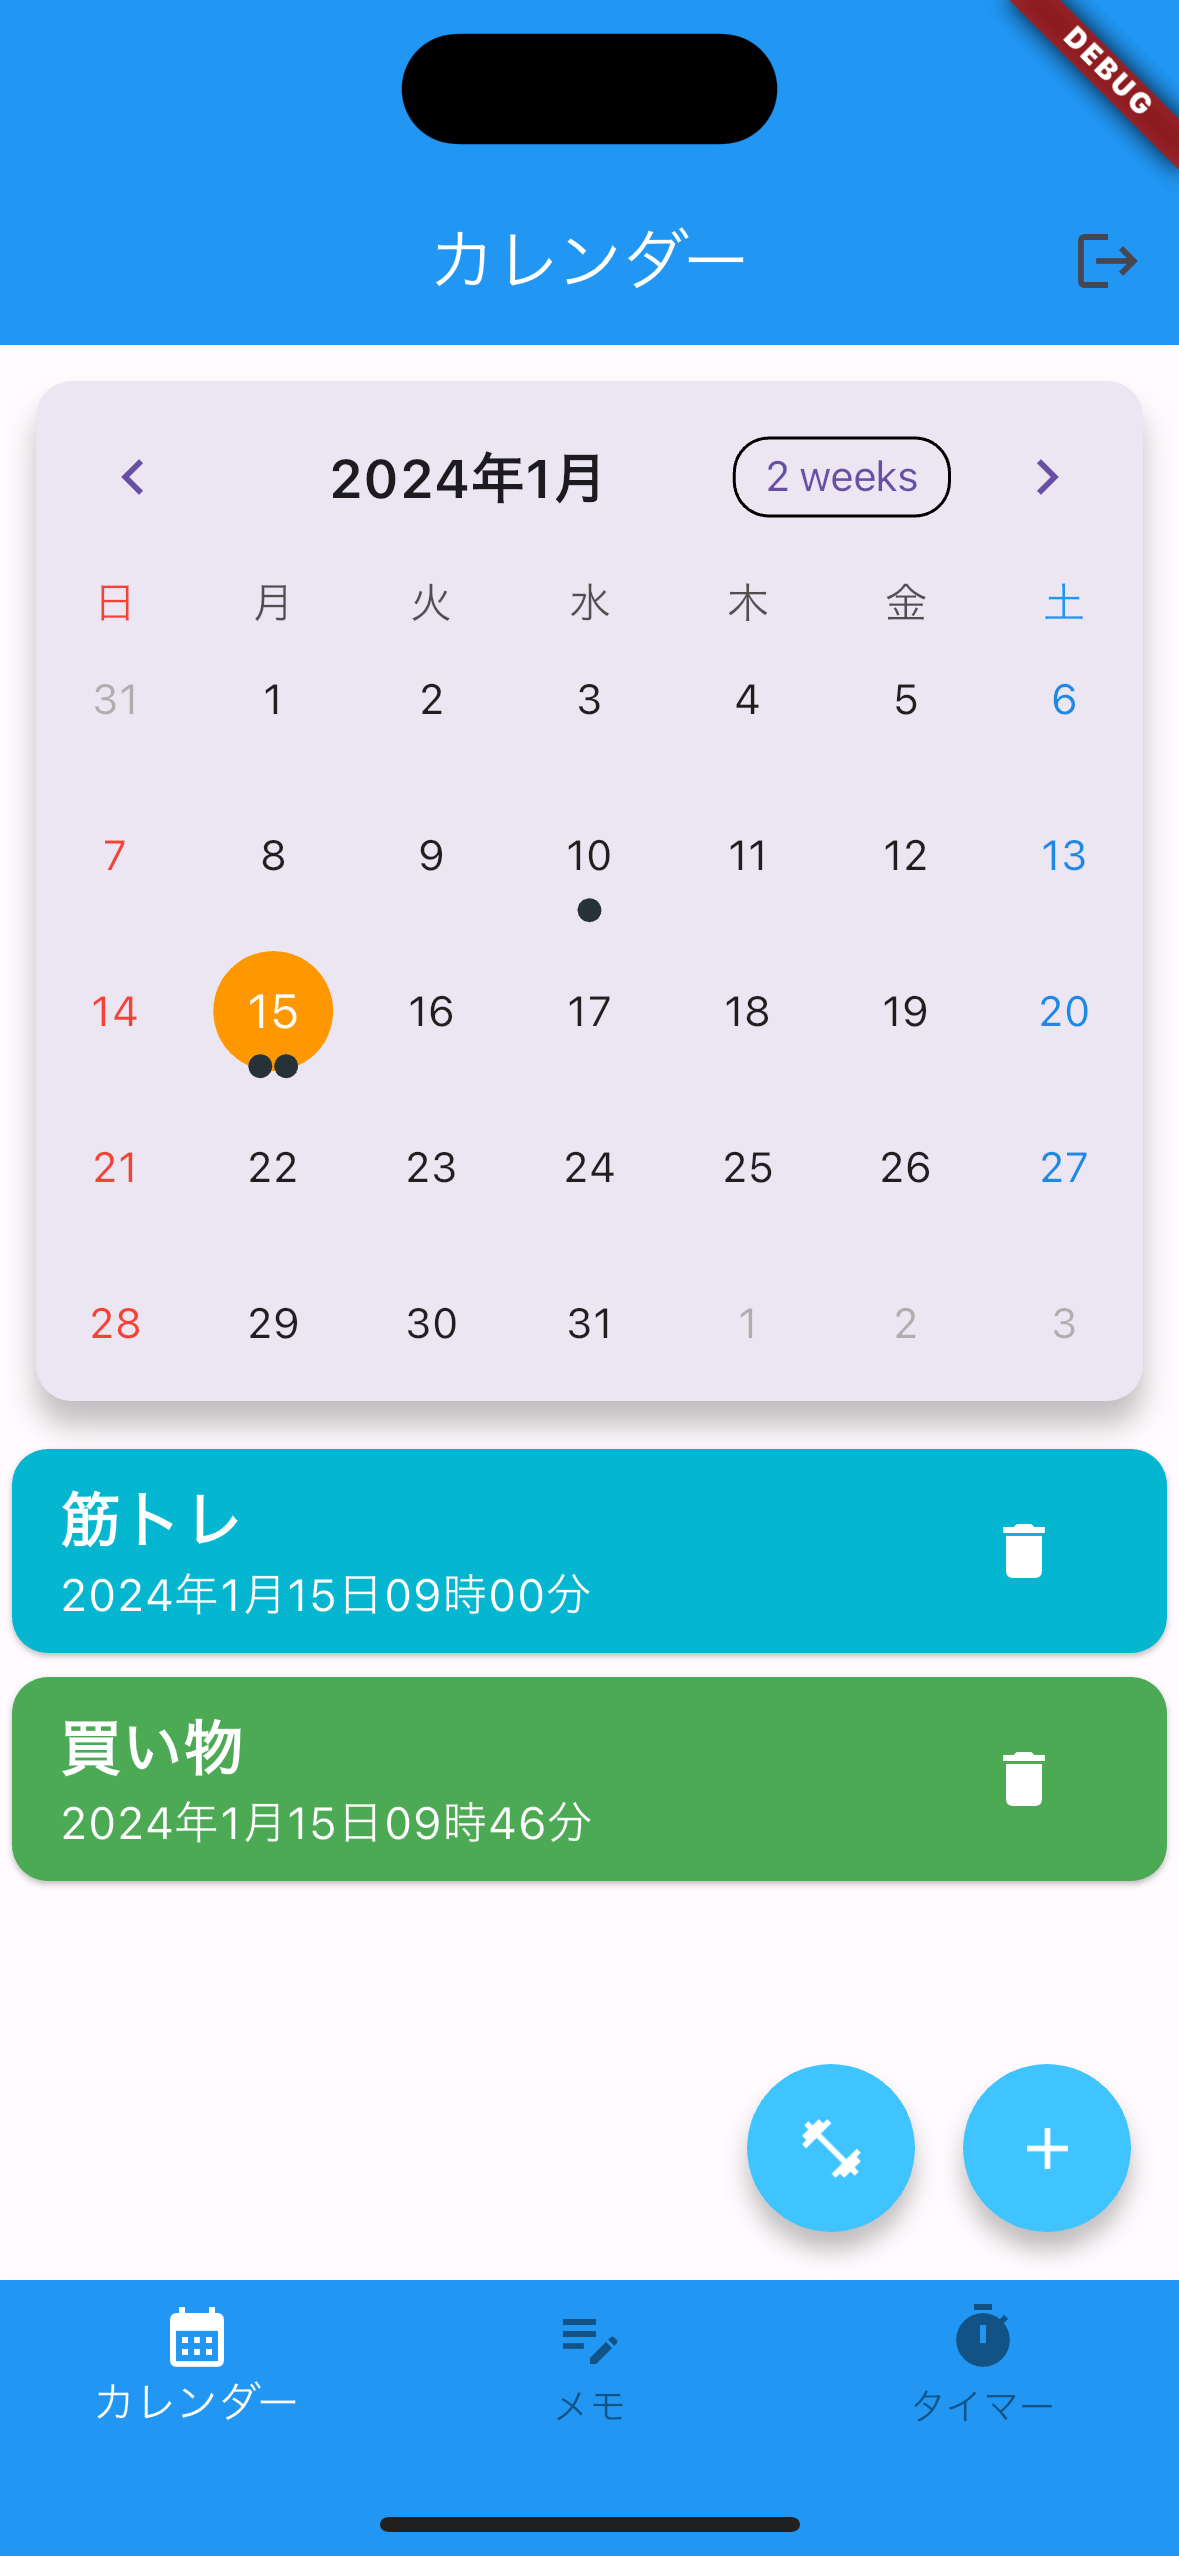 DEBUG
カレンダー
2024年1月 2 weeks
日 月 火 水 木 金 土
31 1 2 3 4 5 6
7 8 9 10 11 12 13
14 15 16 17 18 19 20
21 22 23 24 25 26 27
28 29 30 31 1 2 3
筋トレ
2024年1月15日09時00分
買い物
2024年1月15日09時46分
カレンダー メモ タイマー